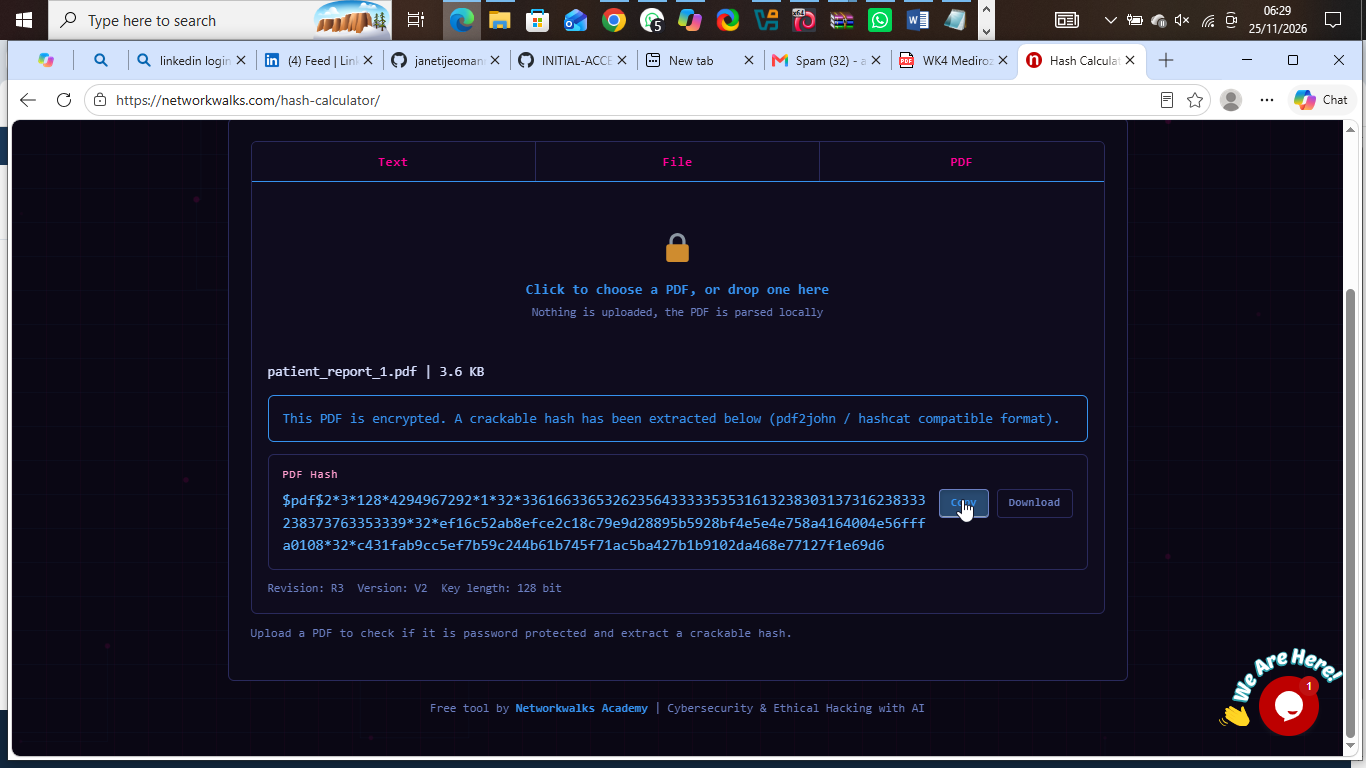 Type here to search
06:29
25/11/2026
linkedin login
(4) Feed | Lin
janetijeoman
INITIAL-ACCE
New tab
Spam (32) - a
WK4 Mediroz
Hash Calculat
https://networkwalks.com/hash-calculator/
Chat
Text
File
PDF
Click to choose a PDF, or drop one here
Nothing is uploaded, the PDF is parsed locally
patient_report_1.pdf | 3.6 KB
This PDF is encrypted. A crackable hash has been extracted below (pdf2john / hashcat compatible format).
PDF Hash
$pdf$2*3*128*4294967292*1*32*3361663365326235643333353531613238303137316238333
238373763353339*32*ef16c52ab8efce2c18c79e9d28895b5928bf4e5e4e758a4164004e56fff
a0108*32*c431fab9cc5ef7b59c244b61b745f71ac5ba427b1b9102da468e77127f1e69d6
Copy
Download
Revision: R3 Version: V2 Key length: 128 bit
Upload a PDF to check if it is password protected and extract a crackable hash.
We Are Here!
1
Free tool by Networkwalks Academy | Cybersecurity & Ethical Hacking with AI